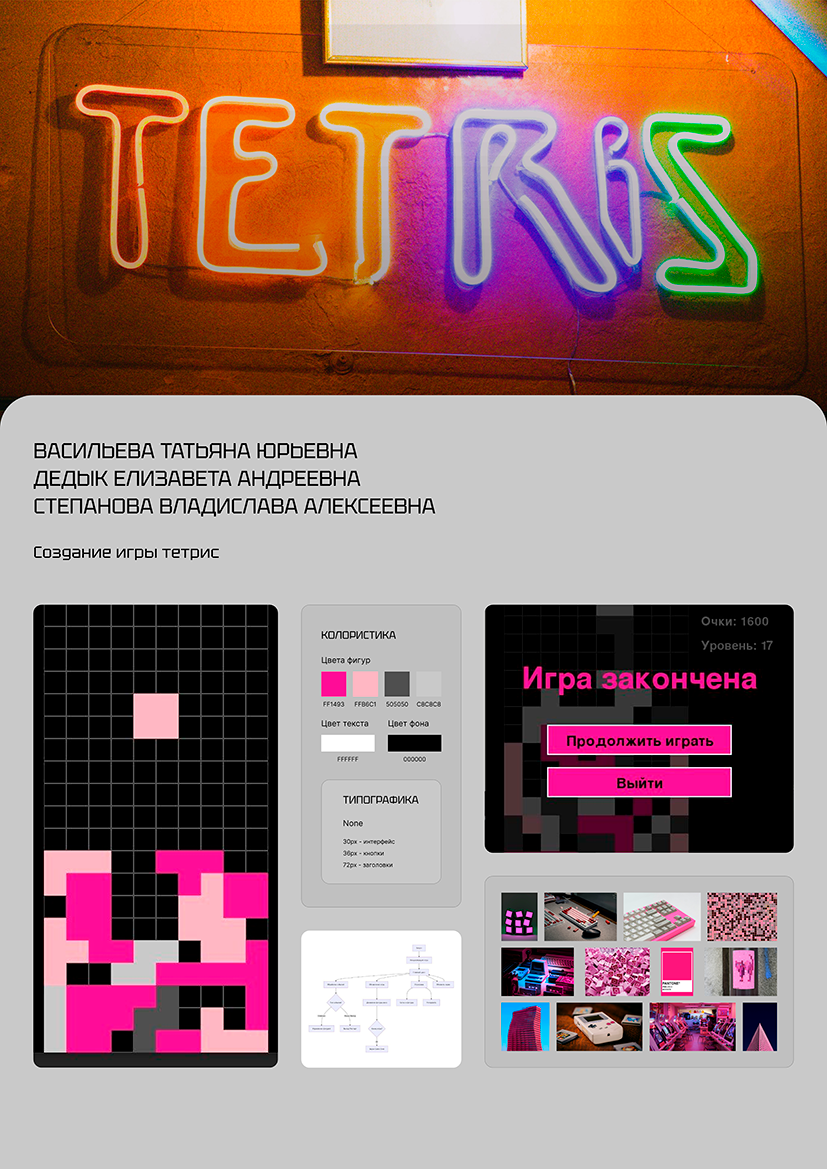 TETRIS
ВАСИЛЬЕВА ТАТЬЯНА ЮРЬЕВНА
ДЕДЫК ЕЛИЗАВЕТА АНДРЕЕВНА
СТЕПАНОВА ВЛАДИСЛАВА АЛЕКСЕЕВНА
Создание игры тетрис
КОЛОРИСТИКА
Цвета фигур
FF1493 FFB6C1 505050 C8C8C8
Цвет текста Цвет фона
FFFFFF 000000
ТИПОГРАФИКА
None
30px - интерфейс
36px - кнопки
72px - заголовки
Очки: 1600
Уровень: 17
Игра закончена
Продолжить играть
Выйти
PANTONE